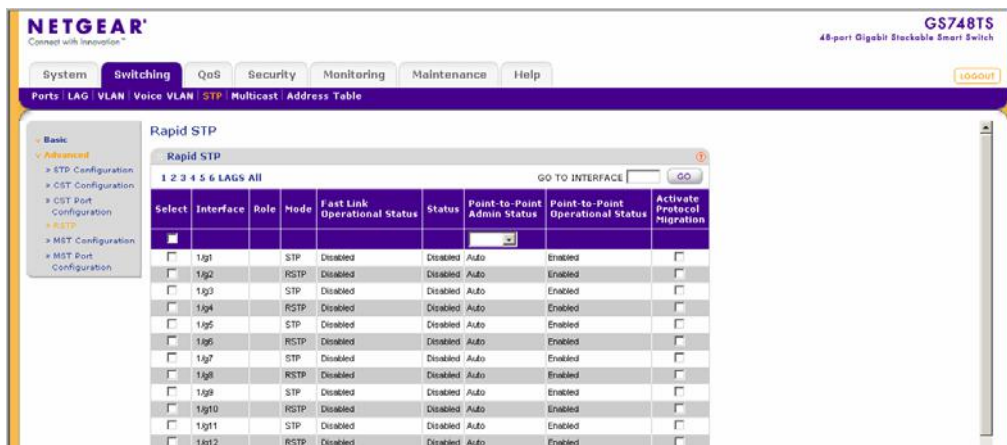 NETGEAR
Connect with Innovation™
GS748TS
48-port Gigabit Stackable Smart Switch
System Switching QoS Security Monitoring Maintenance Help LOGOUT
Ports LAG VLAN Voice VLAN STP Multicast Address Table
Basic
Advanced
STP Configuration
CST Configuration
CST Port Configuration
RSTP
MST Configuration
MST Port Configuration
Rapid STP
Rapid STP
1 2 3 4 5 6 LAGS All GO TO INTERFACE GO
Select Interface Role Mode Fast Link Operational Status Status Point-to-Point Admin Status Point-to-Point Operational Status Activate Protocol Migration
1/g1 STP Disabled Disabled Auto Enabled
1/g2 RSTP Disabled Disabled Auto Enabled
1/g3 STP Disabled Disabled Auto Enabled
1/g4 RSTP Disabled Disabled Auto Enabled
1/g5 STP Disabled Disabled Auto Enabled
1/g6 RSTP Disabled Disabled Auto Enabled
1/g7 STP Disabled Disabled Auto Enabled
1/g8 RSTP Disabled Disabled Auto Enabled
1/g9 STP Disabled Disabled Auto Enabled
1/g10 RSTP Disabled Disabled Auto Enabled
1/g11 STP Disabled Disabled Auto Enabled
1/g12 RSTP Disabled Disabled Auto Enabled